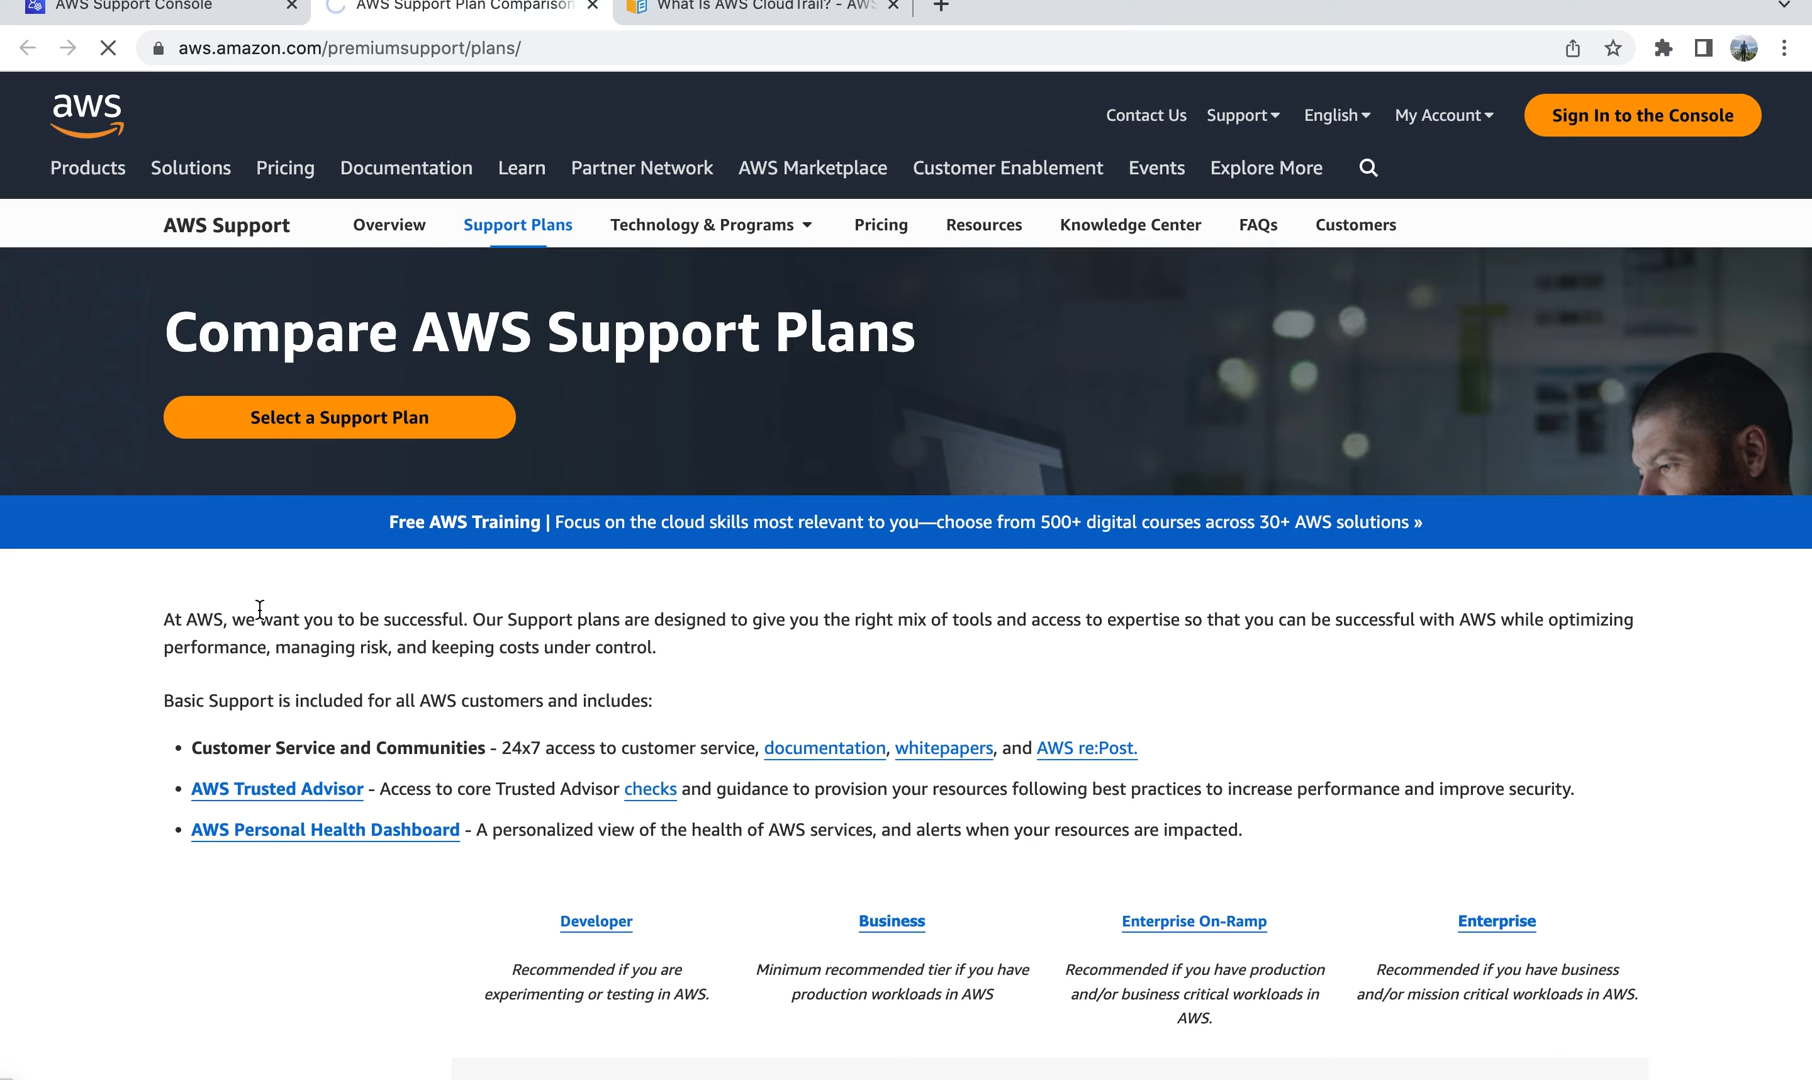 AWS Support Console
AWS Support Plan Comparison
What Is AWS CloudTrail? - AWS
aws.amazon.com/premiumsupport/plans/
aws
Contact Us Support English My Account Sign In to the Console
Products Solutions Pricing Documentation Learn Partner Network AWS Marketplace Customer Enablement Events Explore More
AWS Support Overview Support Plans Technology & Programs Pricing Resources Knowledge Center FAQs Customers
Compare AWS Support Plans
Select a Support Plan
Free AWS Training | Focus on the cloud skills most relevant to you—choose from 500+ digital courses across 30+ AWS solutions »
At AWS, we want you to be successful. Our Support plans are designed to give you the right mix of tools and access to expertise so that you can be successful with AWS while optimizing
performance, managing risk, and keeping costs under control.
Basic Support is included for all AWS customers and includes:
• Customer Service and Communities - 24x7 access to customer service, documentation, whitepapers, and AWS re:Post.
• AWS Trusted Advisor - Access to core Trusted Advisor checks and guidance to provision your resources following best practices to increase performance and improve security.
• AWS Personal Health Dashboard - A personalized view of the health of AWS services, and alerts when your resources are impacted.
Developer
Recommended if you are
experimenting or testing in AWS.
Business
Minimum recommended tier if you have
production workloads in AWS
Enterprise On-Ramp
Recommended if you have production
and/or business critical workloads in
AWS.
Enterprise
Recommended if you have business
and/or mission critical workloads in AWS.